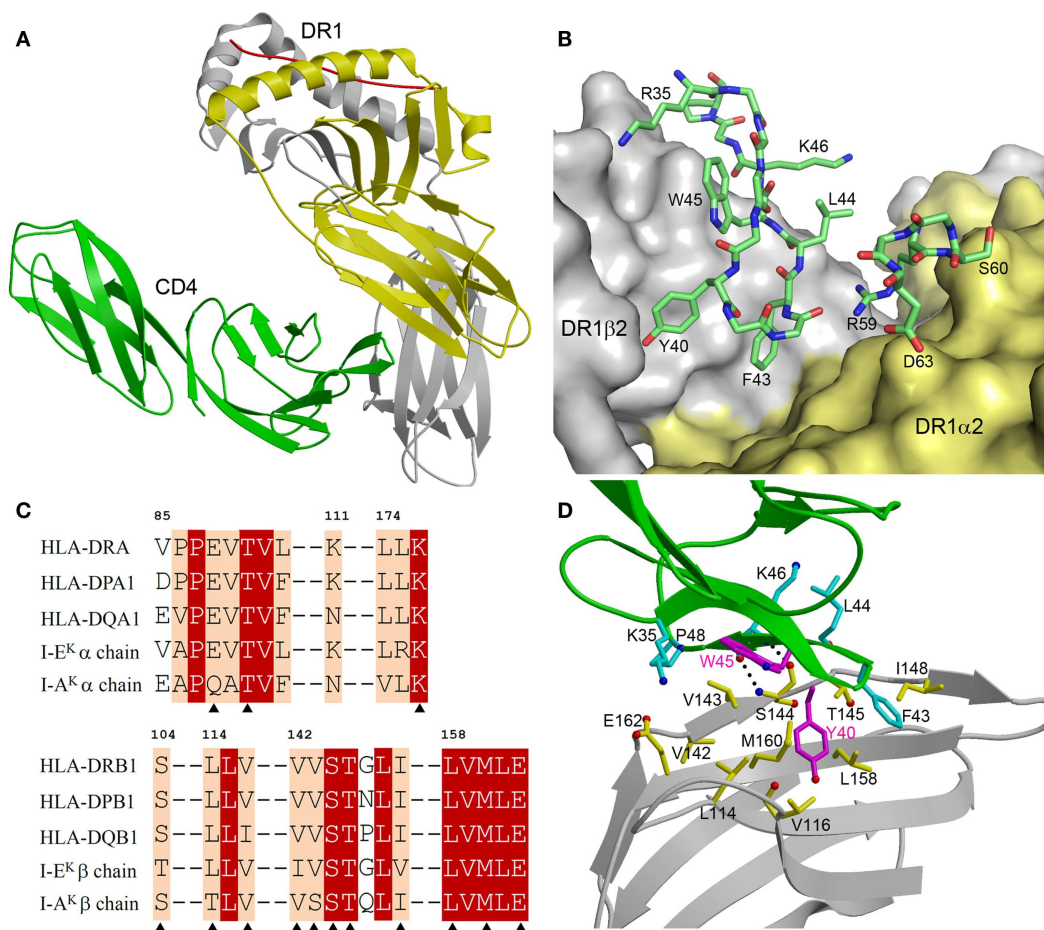 A
DR1
CD4
B
R35
K46
W45
L44
S60
R59
DR1β2
Y40
D63
F43
DR1α2
C
85 111 174
HLA-DRA VPPEVTVL--K--LLK
HLA-DPA1 DPPEVTVF--K--LLK
HLA-DQA1 EVPEVTVF--N--LLK
I-Eᴷ α chain VAPEVTVL--K--LRK
I-Aᴷ α chain EAPQATVF--N--VLK
104 114 142 158
HLA-DRB1 S--LLV--VVSTGLI--LVMLE
HLA-DPB1 S--LLV--VVSTNLI--LVMLE
HLA-DQB1 S--LLI--VVSTPLI--LVMLE
I-Eᴷ β chain T--LLV--IVSTGLV--LVMLE
I-Aᴷ β chain S--TLV--VSSTQLI--LVMLE
D
K46
L44
K35 P48
W45
I148
V143
S144 T145
F43
E162
Y40
M160
V142
L158
L114
V116